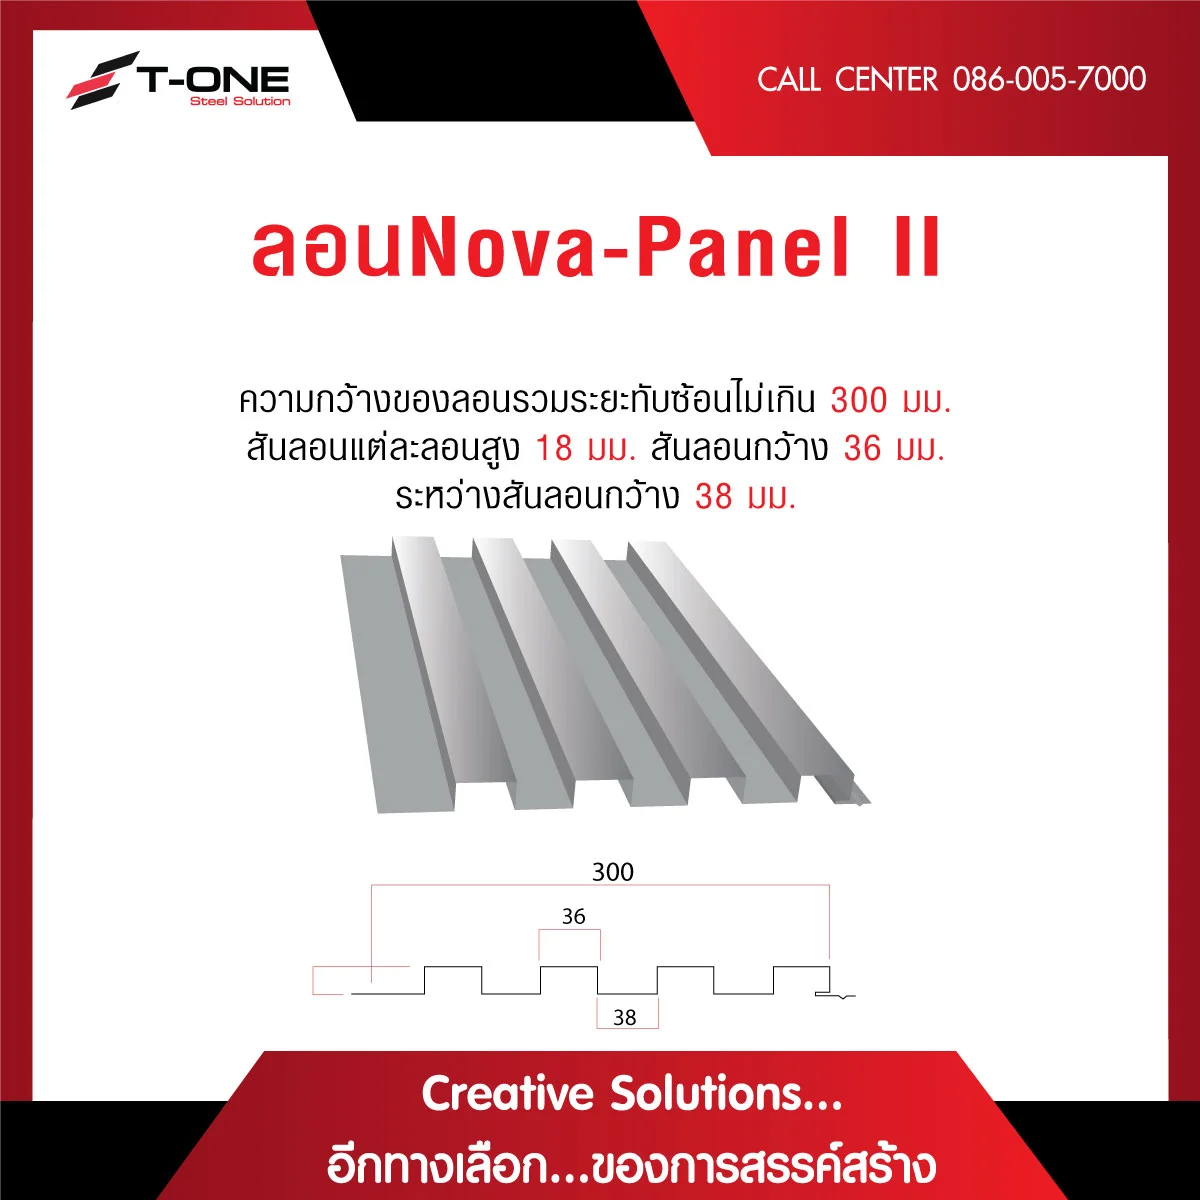 T-ONE
Steel Solution
CALL CENTER 086-005-7000
ลอนNova-Panel II
ความกว้างของลอนรวมระยะทับซ้อนไม่เกิน 300 มม.
สันลอนแต่ละลอนสูง 18 มม. สันลอนกว้าง 36 มม.
ระหว่างสันลอนกว้าง 38 มม.
300
36
38
Creative Solutions...
อีกทางเลือก...ของการสรรค์สร้าง